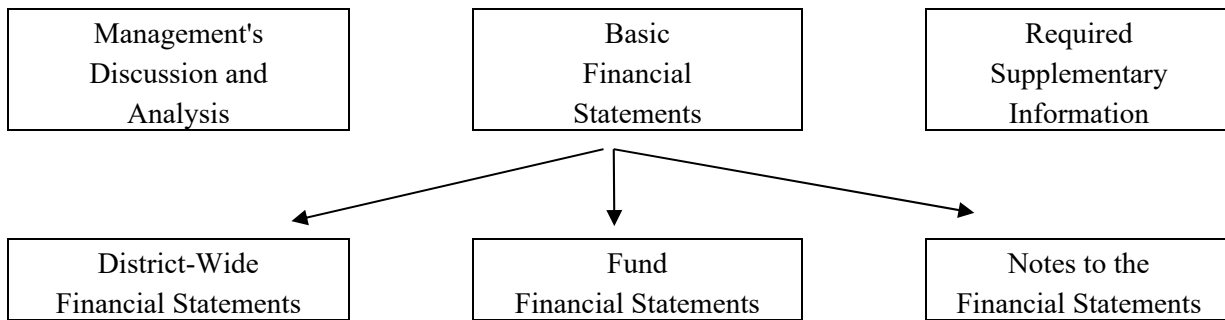 Management's
Discussion and
Analysis
Basic
Financial
Statements
Required
Supplementary
Information
District-Wide
Financial Statements
Fund
Financial Statements
Notes to the
Financial Statements